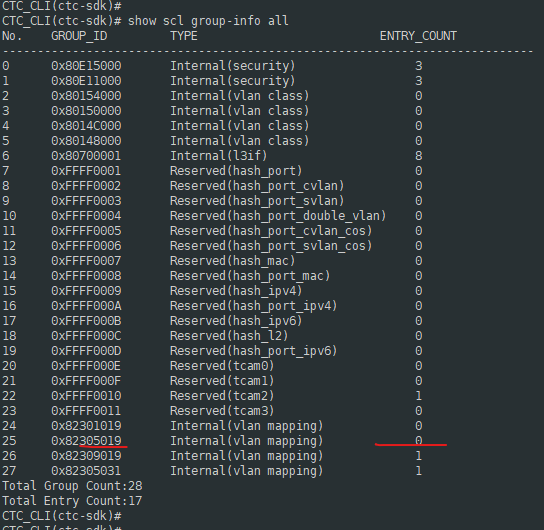 CTC_CLI(ctc-sdk)#
CTC_CLI(ctc-sdk)# show scl group-info all
No. GROUP_ID TYPE ENTRY_COUNT
--------------------------------------------------------------------------
0 0x80E15000 Internal(security) 3
1 0x80E11000 Internal(security) 3
2 0x80154000 Internal(vlan class) 0
3 0x80150000 Internal(vlan class) 0
4 0x8014C000 Internal(vlan class) 0
5 0x80148000 Internal(vlan class) 0
6 0x80700001 Internal(l3if) 8
7 0xFFFF0001 Reserved(hash_port) 0
8 0xFFFF0002 Reserved(hash_port_cvlan) 0
9 0xFFFF0003 Reserved(hash_port_svlan) 0
10 0xFFFF0004 Reserved(hash_port_double_vlan) 0
11 0xFFFF0005 Reserved(hash_port_cvlan_cos) 0
12 0xFFFF0006 Reserved(hash_port_svlan_cos) 0
13 0xFFFF0007 Reserved(hash_mac) 0
14 0xFFFF0008 Reserved(hash_port_mac) 0
15 0xFFFF0009 Reserved(hash_ipv4) 0
16 0xFFFF000A Reserved(hash_port_ipv4) 0
17 0xFFFF000B Reserved(hash_ipv6) 0
18 0xFFFF000C Reserved(hash_l2) 0
19 0xFFFF000D Reserved(hash_port_ipv6) 0
20 0xFFFF000E Reserved(tcam0) 0
21 0xFFFF000F Reserved(tcam1) 0
22 0xFFFF0010 Reserved(tcam2) 1
23 0xFFFF0011 Reserved(tcam3) 0
24 0x82301019 Internal(vlan mapping) 0
25 0x82305019 Internal(vlan mapping) 0
26 0x82309019 Internal(vlan mapping) 1
27 0x82305031 Internal(vlan mapping) 1
Total Group Count:28
Total Entry Count:17
CTC_CLI(ctc-sdk)#
CTC_CLI(ctc-sdk)#